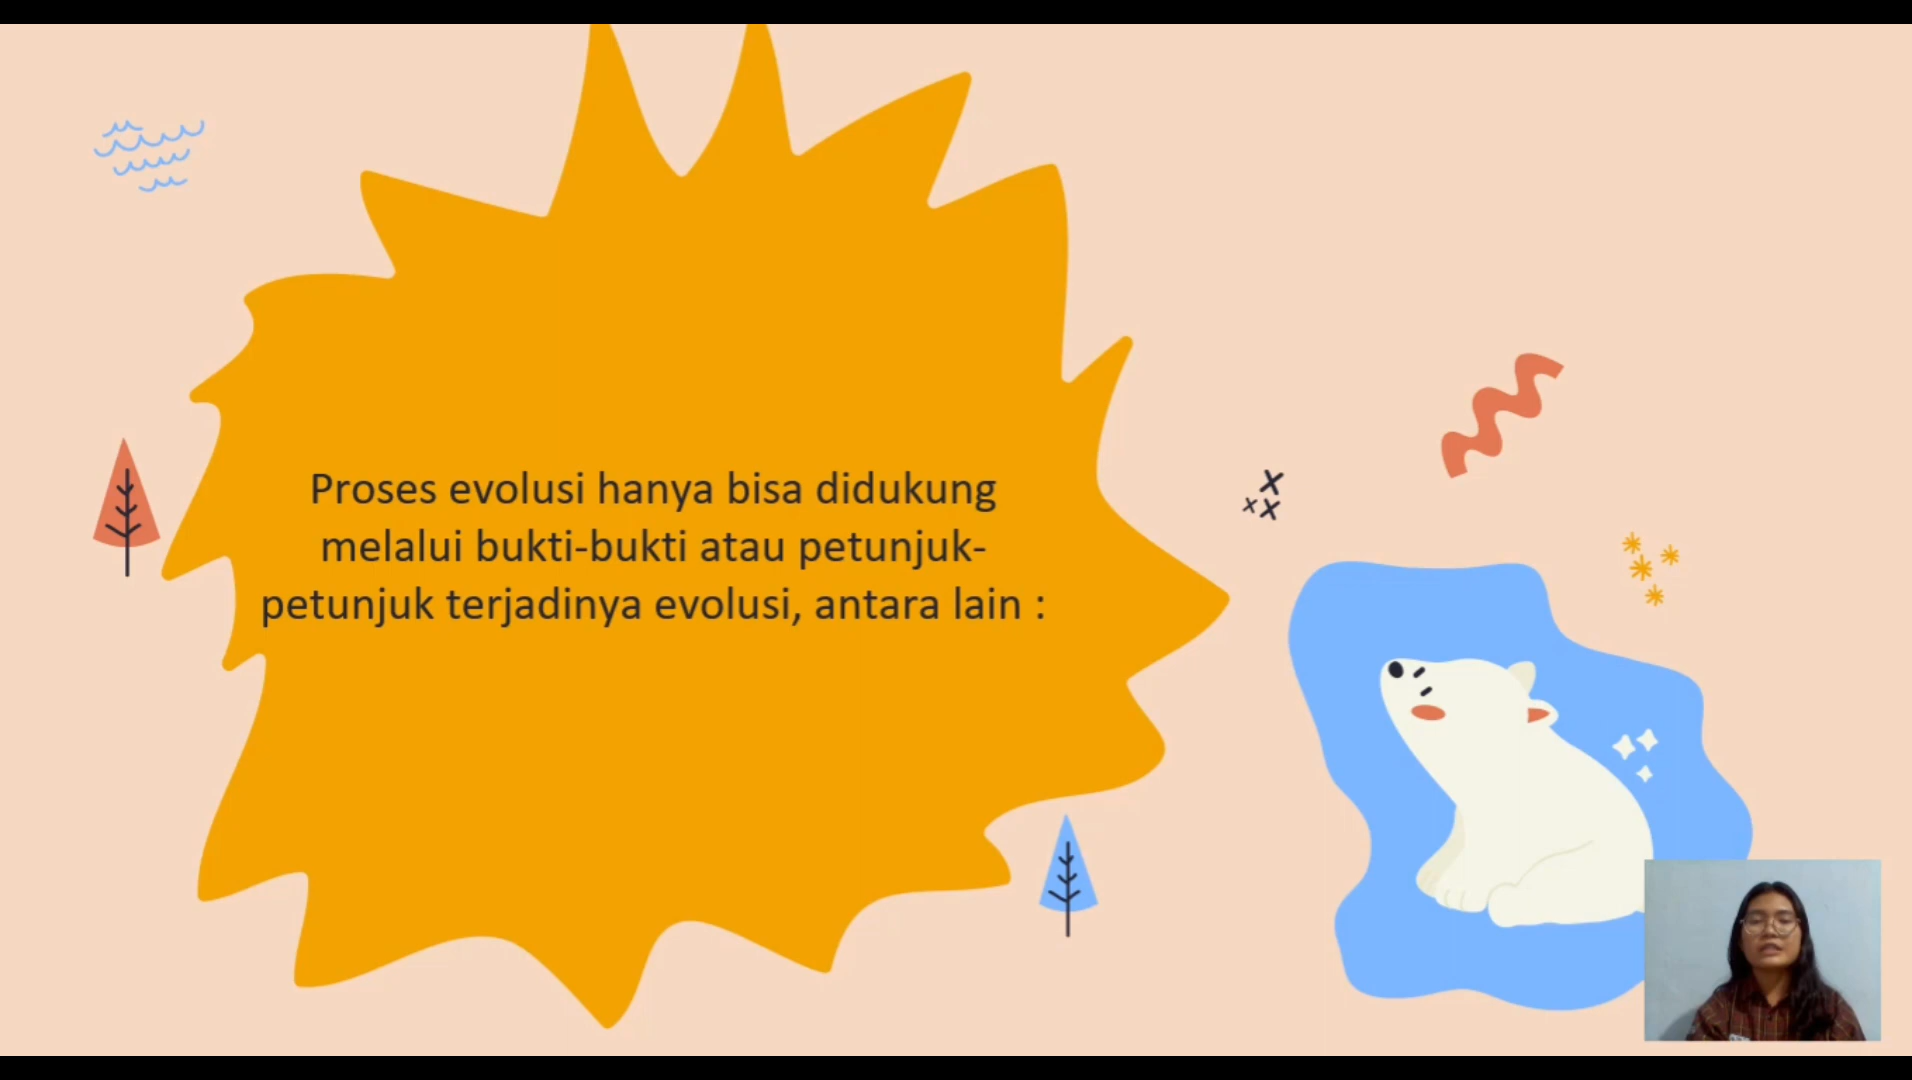 Proses evolusi hanya bisa didukung
melalui bukti-bukti atau petunjuk-
petunjuk terjadinya evolusi, antara lain :